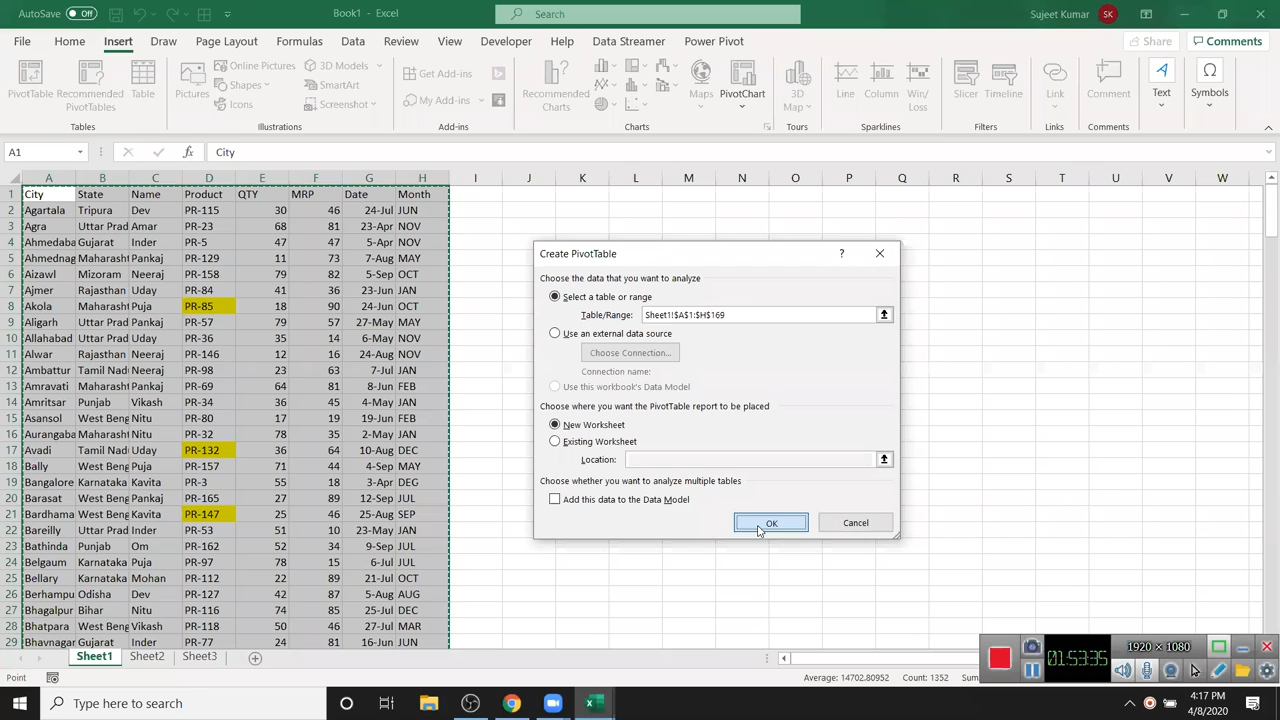 AutoSave Off Book1 - Excel Search Sujeet Kumar SK
File Home Insert Draw Page Layout Formulas Data Review View Developer Help Data Streamer Power Pivot Share Comments
PivotTable Recommended PivotTables Table Pictures Online Pictures Shapes Icons 3D Models SmartArt Screenshot Get Add-ins My Add-ins Recommended Charts Maps PivotChart 3D Map Line Column Win/Loss Slicer Timeline Link Comment Text Symbols
Tables Illustrations Add-ins Charts Tours Sparklines Filters Links Comments
A1 fx City
A B C D E F G H I J K L M N O P Q R S T U V W
1 City State Name Product QTY MRP Date Month
2 Agartala Tripura Dev PR-115 30 46 24-Jul JUN
3 Agra Uttar Prad Amar PR-23 68 81 23-Apr NOV
4 Ahmedaba Gujarat Inder PR-5 47 47 5-Apr NOV
5 Ahmednag Maharasht Pankaj PR-129 11 73 7-Aug MAY
6 Aizawl Mizoram Neeraj PR-158 79 82 5-Sep OCT
7 Ajmer Rajasthan Uday PR-84 41 36 23-Jun JAN
8 Akola Maharasht Puja PR-85 18 90 24-Jun OCT
9 Aligarh Uttar Prad Pankaj PR-57 79 57 27-May MAY
10 Allahabad Uttar Prad Uday PR-36 35 14 6-May NOV
11 Alwar Rajasthan Neeraj PR-146 12 16 24-Aug NOV
12 Ambattur Tamil Nad Neeraj PR-98 23 63 7-Jul JAN
13 Amravati Maharasht Pankaj PR-69 64 81 8-Jun FEB
14 Amritsar Punjab Vikash PR-34 36 45 4-May JAN
15 Asansol West Beng Nitu PR-80 17 19 19-Jun FEB
16 Aurangaba Maharasht Nitu PR-32 78 35 2-May JAN
17 Avadi Tamil Nad Uday PR-132 36 64 10-Aug DEC
18 Bally West Beng Puja PR-157 71 44 4-Sep MAY
19 Bangalore Karnataka Kavita PR-3 55 18 3-Apr DEG
20 Barasat West Beng Pankaj PR-165 27 89 12-Sep JUL
21 Bardhama West Beng Kavita PR-147 25 46 25-Aug SEP
22 Bareilly Uttar Prad Inder PR-53 51 10 23-May JAN
23 Bathinda Punjab Om PR-162 52 34 9-Sep JUL
24 Belgaum Karnataka Puja PR-97 78 15 6-Jul JUN
25 Bellary Karnataka Mohan PR-112 22 89 21-Jul OCT
26 Berhampu Odisha Dev PR-127 42 87 5-Aug AUG
27 Bhagalpur Bihar Nitu PR-116 74 85 25-Jul DEC
28 Bhatpara West Beng Vikash PR-118 50 46 27-Jul MAR
29 Bhavnagar Gujarat Inder PR-77 24 81 16-Jun JUN
Create PivotTable ?
Choose the data that you want to analyze
Select a table or range
Table/Range: Sheet1!$A$1:$H$169
Use an external data source
Choose Connection...
Connection name:
Use this workbook's Data Model
Choose where you want the PivotTable report to be placed
New Worksheet
Existing Worksheet
Location:
Choose whether you want to analyze multiple tables
Add this data to the Data Model
OK Cancel
Sheet1 Sheet2 Sheet3
01:53:35 1920 × 1080
Point Average: 14702.80952 Count: 1352 Sum
Type here to search 4:17 PM
4/8/2020